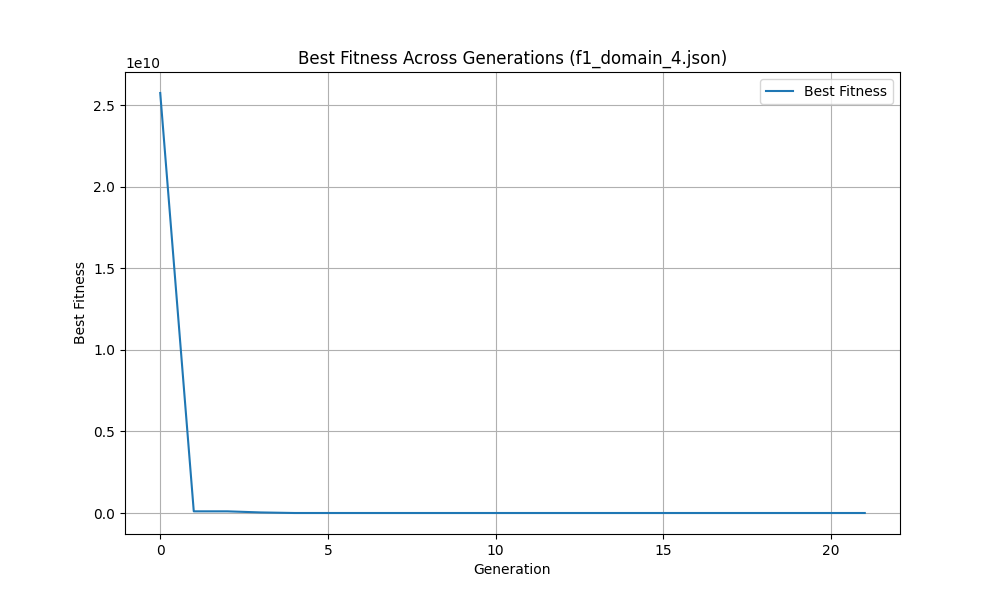 Best Fitness Across Generations (f1_domain_4.json)
1e10
Best Fitness
2.5
2.0
1.5
1.0
0.5
0.0
Best Fitness
0 5 10 15 20
Generation